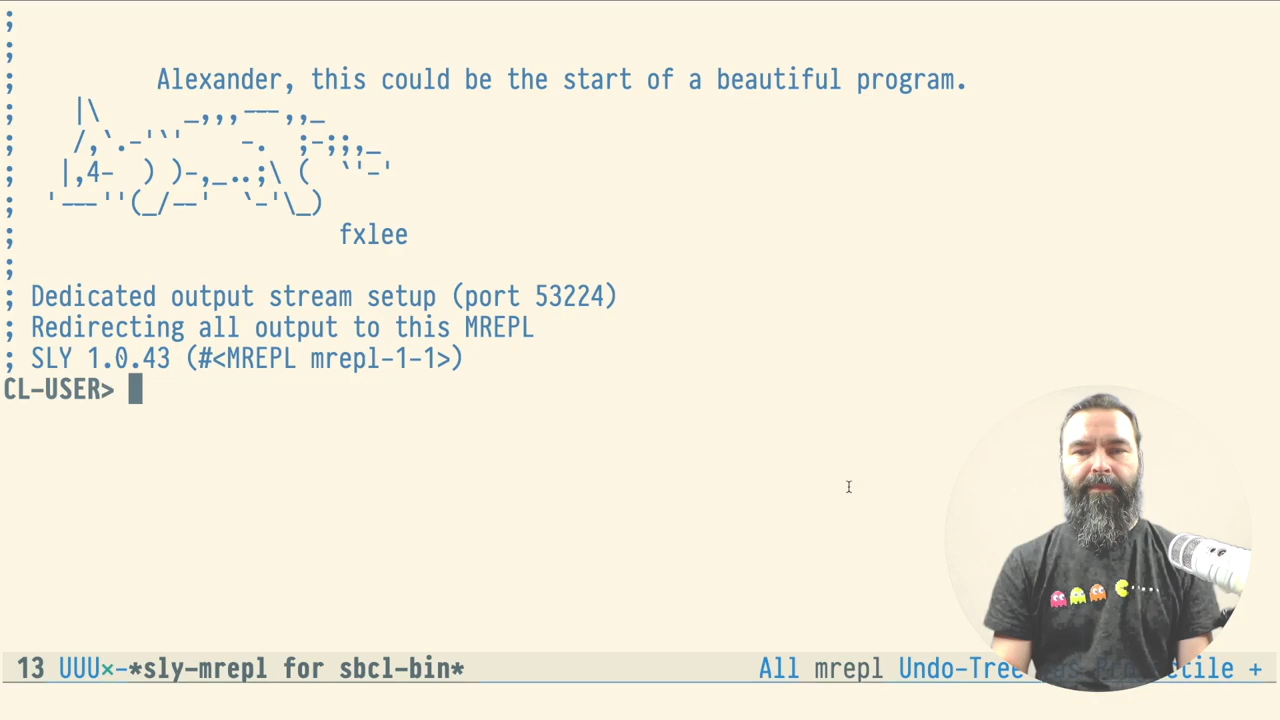 ;
;
; Alexander, this could be the start of a beautiful program.
; |\ _,,,---,,_
; /,`.-'`' -. ;-;;,_
; |,4- ) )-,_..;\ ( `'-'
; '---''(_/--' `-'\_)
; fxlee
;
; Dedicated output stream setup (port 53224)
; Redirecting all output to this MREPL
; SLY 1.0.43 (#<MREPL mrepl-1-1>)
CL-USER>
13 UUU×-*sly-mrepl for sbcl-bin* All mrepl Undo-Tree +